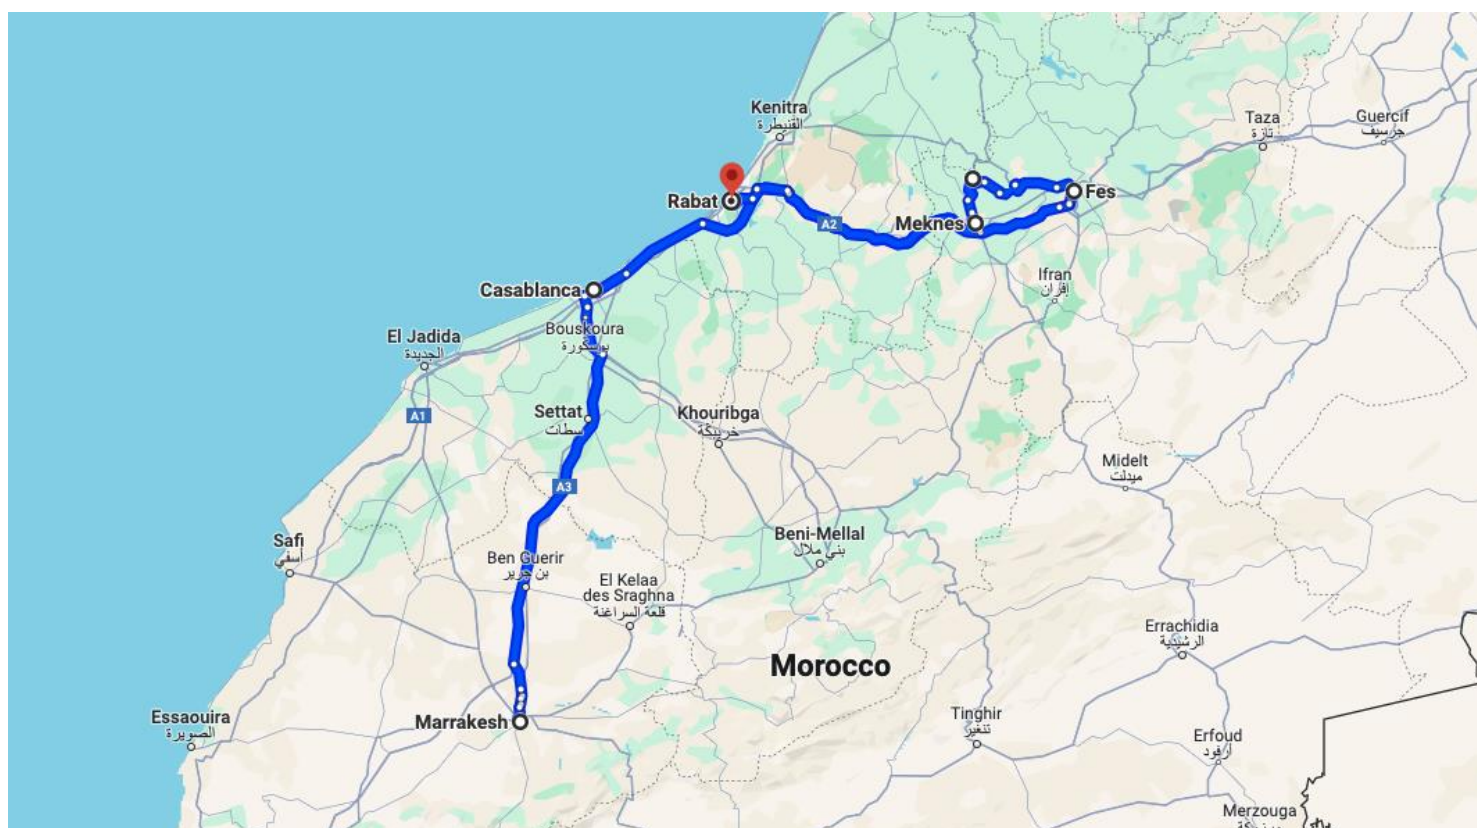 Kenitra
القنيطرة
Taza
تازة
Guercif
جرسيف
Rabat
Fes
Meknes
A2
Ifran
إفران
Casablanca
Bouskoura
بوسكورة
El Jadida
الجديدة
A1
Settat
سطات
Khouribga
خريبكة
Midelt
ميدلت
A3
Safi
أسفي
Beni-Mellal
بني ملال
Ben Guerir
بن جرير
El Kelaa
des Sraghna
قلعة السراغنة
Errachidia
الرشيدية
Morocco
Essaouira
الصويرة
Marrakesh
Tinghir
تنغير
Erfoud
أرفود
Merzouga